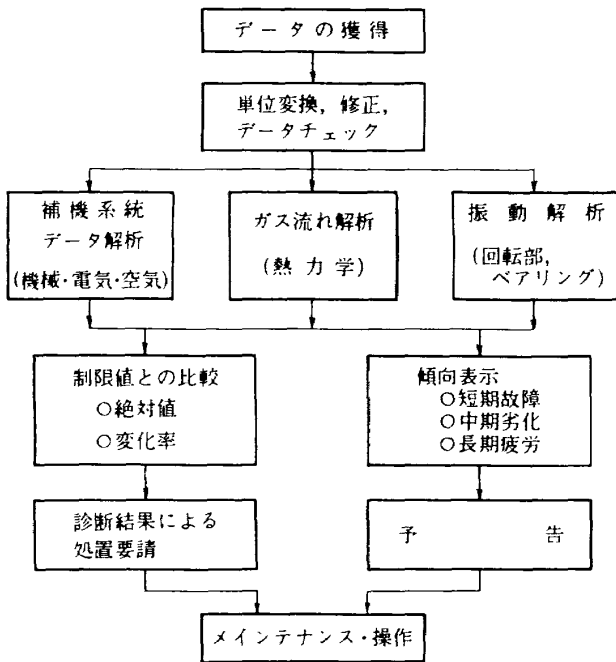 データの獲得
単位変換, 修正,
データチェック
補機系統
データ解析
(機械・電気・空気)
ガス流れ解析
(熱力学)
振動解析
(回転部,
ベアリング)
制限値との比較
○絶対値
○変化率
傾向表示
○短期故障
○中期劣化
○長期疲労
診断結果による
処置要請
予告
メインテナンス・操作